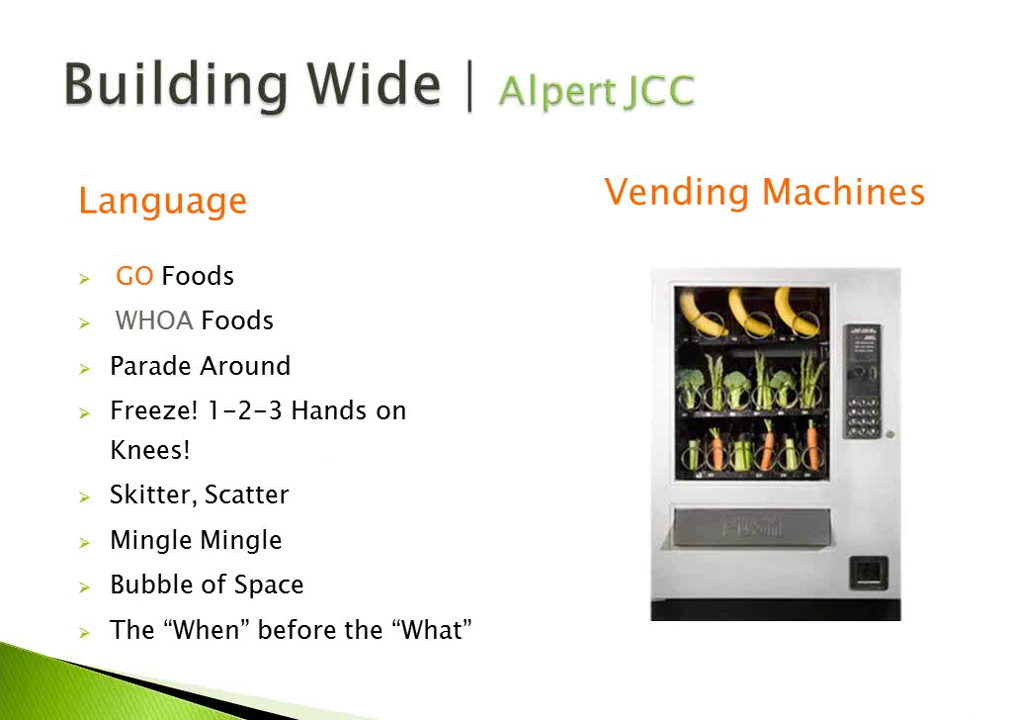 Building Wide | Alpert JCC
Language
GO Foods
WHOA Foods
Parade Around
Freeze! 1-2-3 Hands on
Knees!
Skitter, Scatter
Mingle Mingle
Bubble of Space
The “When” before the “What”
Vending Machines
PUSH